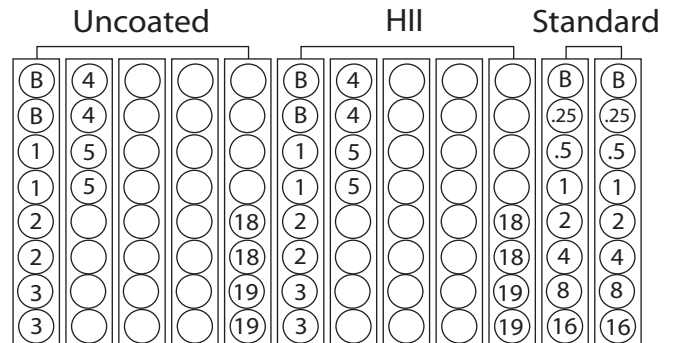 Uncoated HII Standard
B 4 B 4 B B
B 4 B 4 .25 .25
1 5 1 5 .5 .5
1 5 1 5 1 1
2 18 2 18 2 2
2 18 2 18 4 4
3 19 3 19 8 8
3 19 3 19 16 16